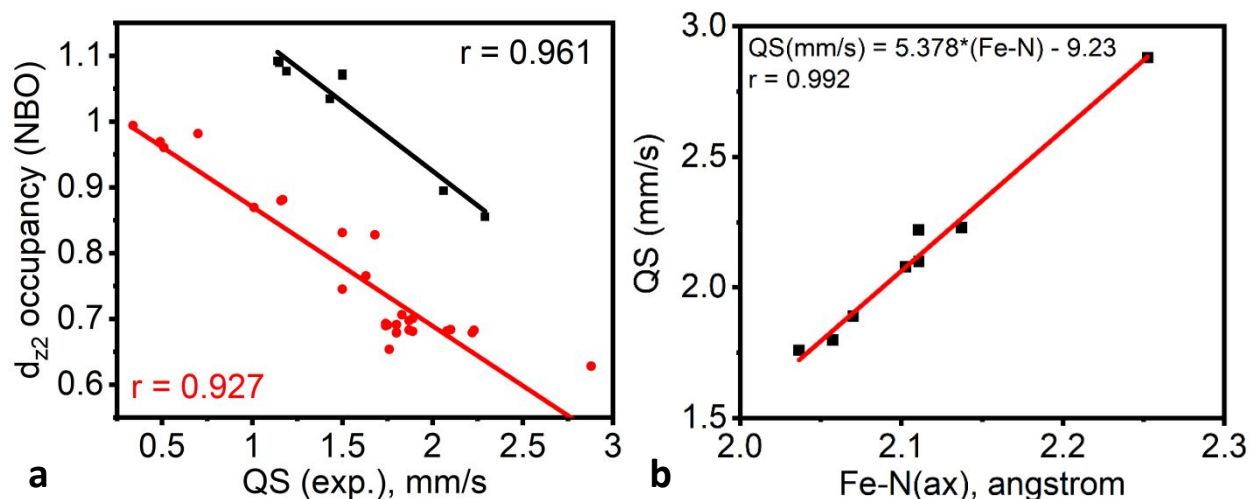 1.1
1
0.9
0.8
0.7
0.6
d_z2 occupancy (NBO)
r = 0.961
r = 0.927
0.5 1 1.5 2 2.5 3
QS (exp.), mm/s
a
3.0
2.5
2.0
1.5
QS (mm/s)
QS(mm/s) = 5.378*(Fe-N) - 9.23
r = 0.992
2.0 2.1 2.2 2.3
Fe-N(ax), angstrom
b